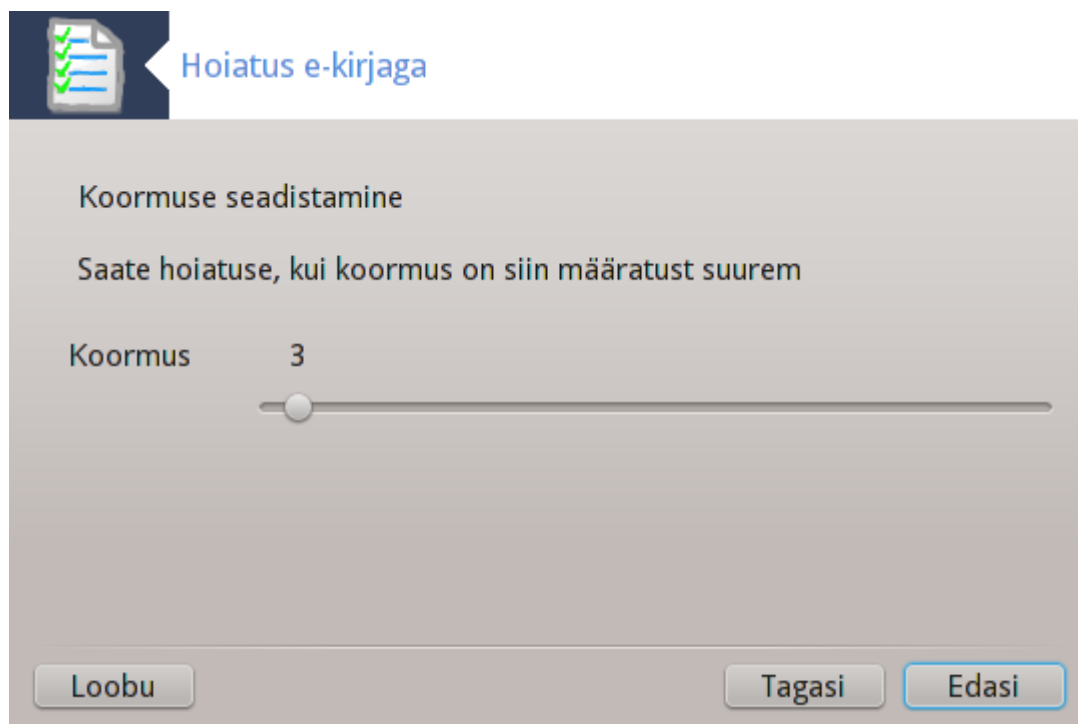 Hoiatus e-kirjaga
Koormuse seadistamine
Saate hoiatuse, kui koormus on siin määratust suurem
Koormus 3
Loobu Tagasi Edasi